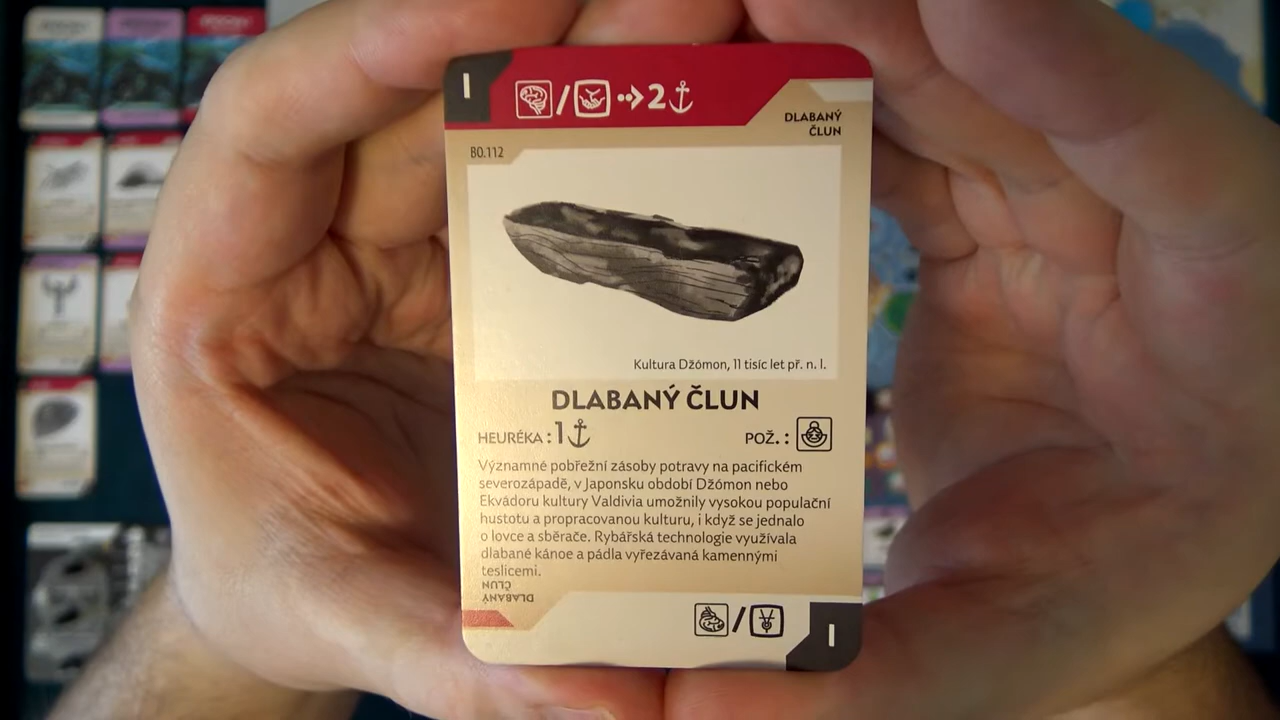 I
/ 2
DLABANÝ
ČLUN
BO.112
Kultura Džómon, 11 tisíc let př. n. l.
DLABANÝ ČLUN
HEURÉKA : 1
POŽ. :
Významné pobřežní zásoby potravy na pacifickém
severozápadě, v Japonsku období Džómon nebo
Ekvádoru kultury Valdivia umožnily vysokou populační
hustotu a propracovanou kulturu, i když se jednalo
o lovce a sběrače. Rybářská technologie využívala
dlabané kánoe a pádla vyřezávaná kamennými
teslicemi.
DLABANÝ
ČLUN
/
I